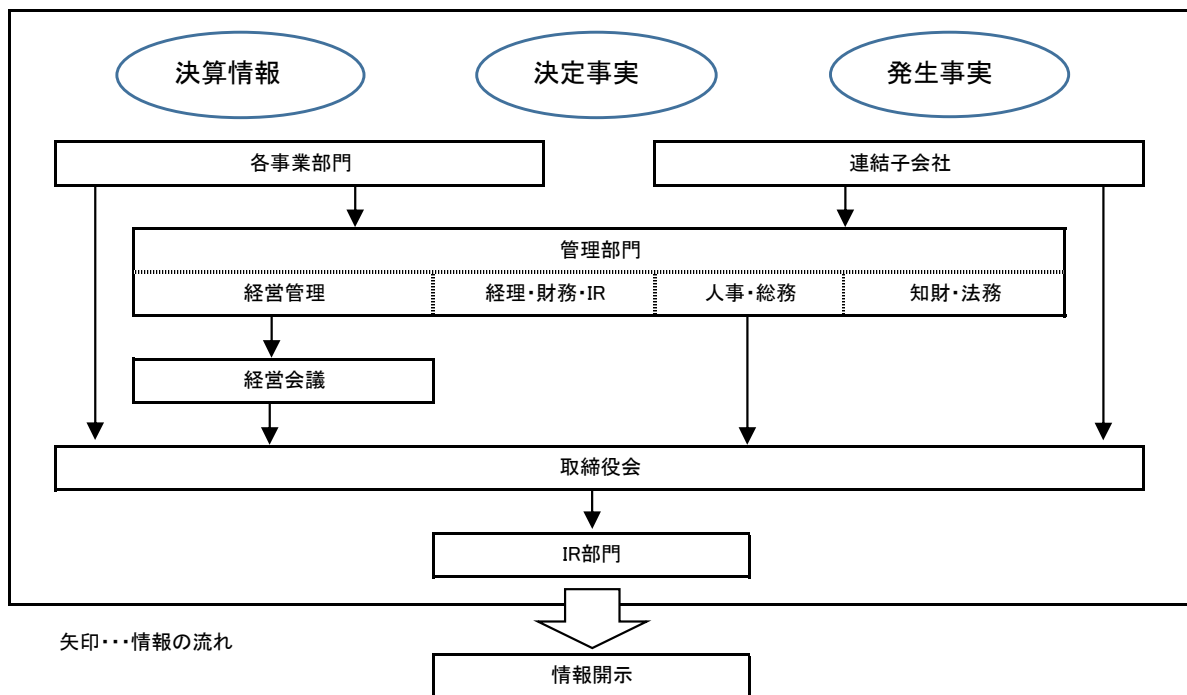 決算情報
決定事実
発生事実
各事業部門
連結子会社
管理部門
経営管理
経理・財務・IR
人事・総務
知財・法務
経営会議
取締役会
IR部門
矢印・・・情報の流れ
情報開示